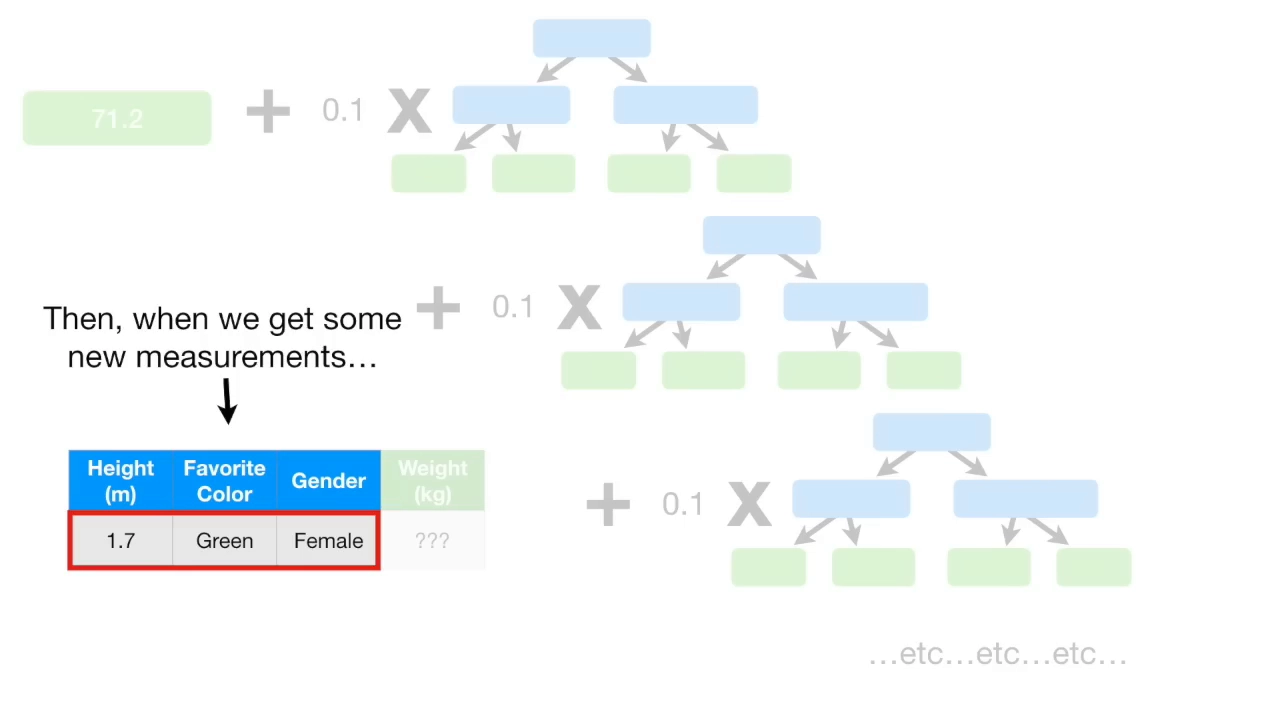 71.2
+ 0.1 X
+ 0.1 X
Then, when we get some
new measurements…
Height
(m)
Favorite
Color
Gender
Weight
(kg)
1.7
Green
Female
???
+ 0.1 X
…etc…etc…etc…